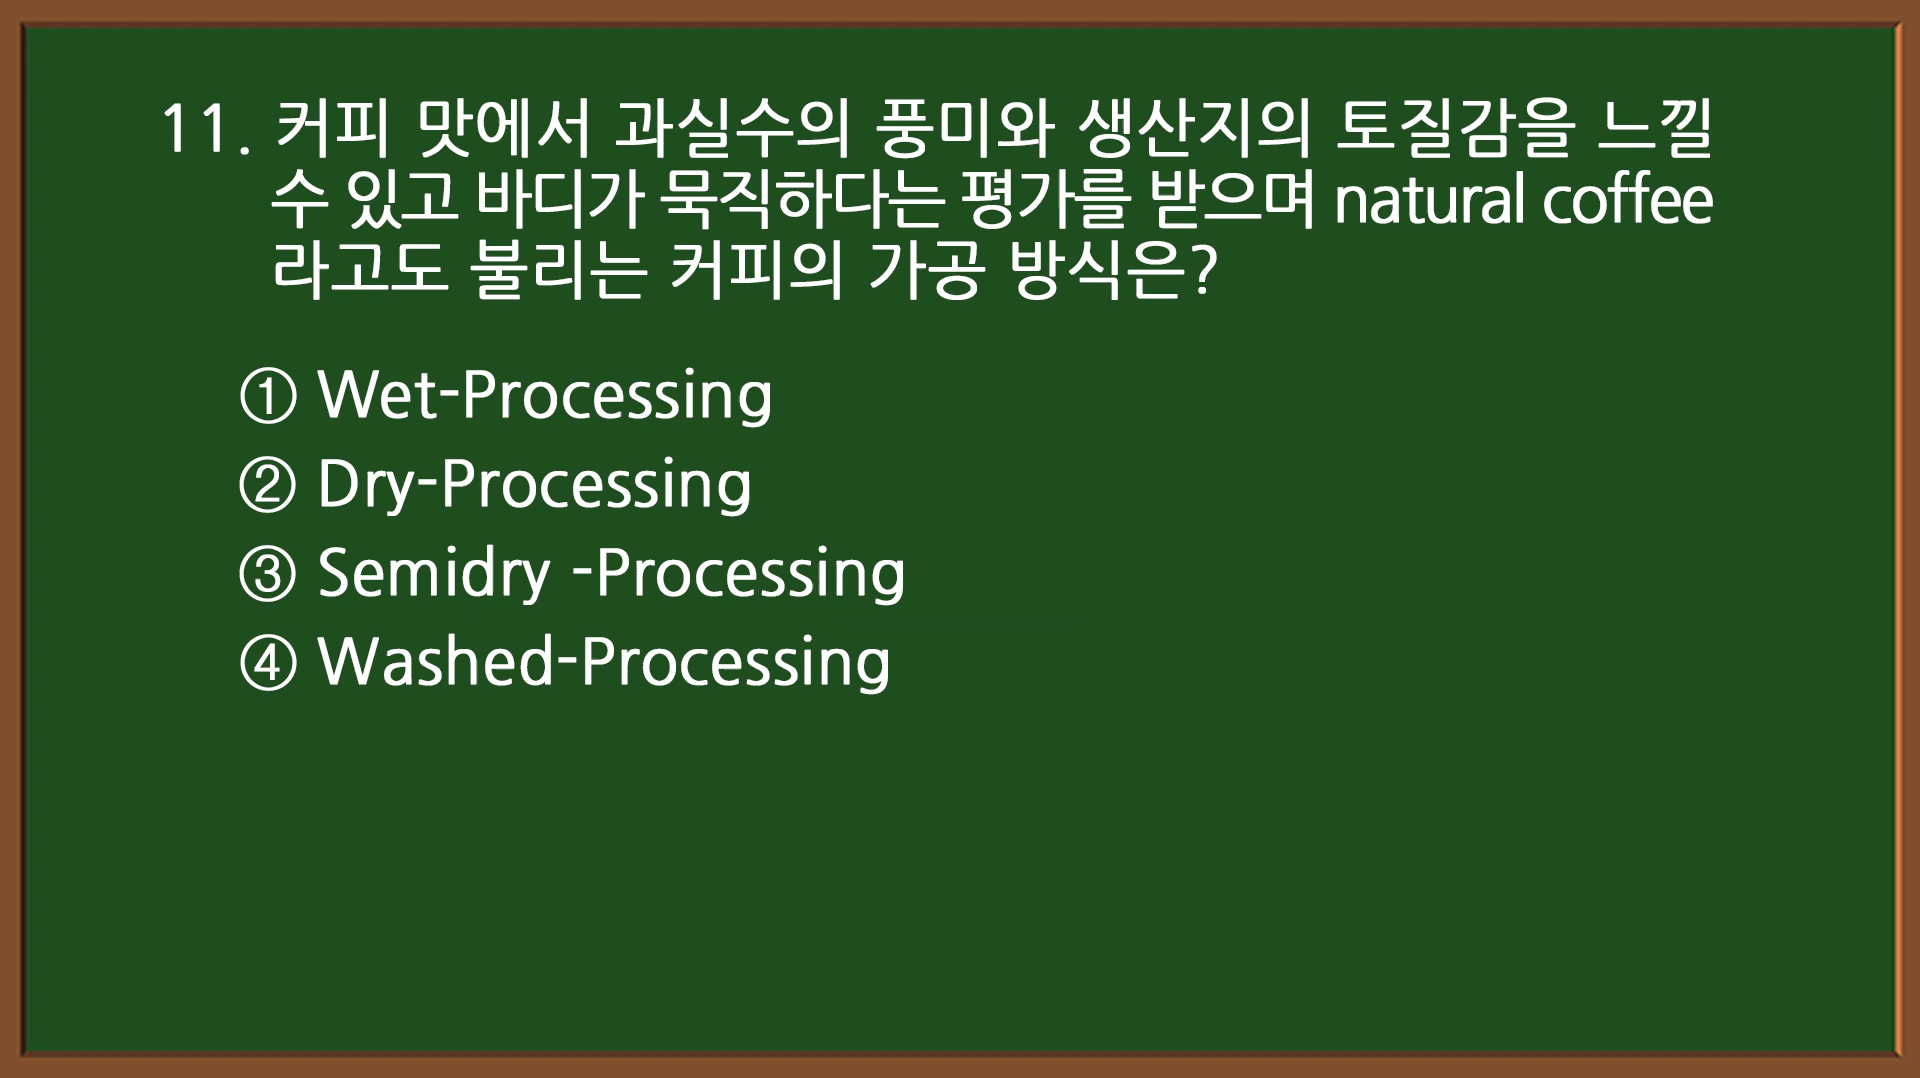 11. 커피 맛에서 과실수의 풍미와 생산지의 토질감을 느낄
수 있고 바디가 묵직하다는 평가를 받으며 natural coffee
라고도 불리는 커피의 가공 방식은?
① Wet-Processing
② Dry-Processing
③ Semidry -Processing
④ Washed-Processing